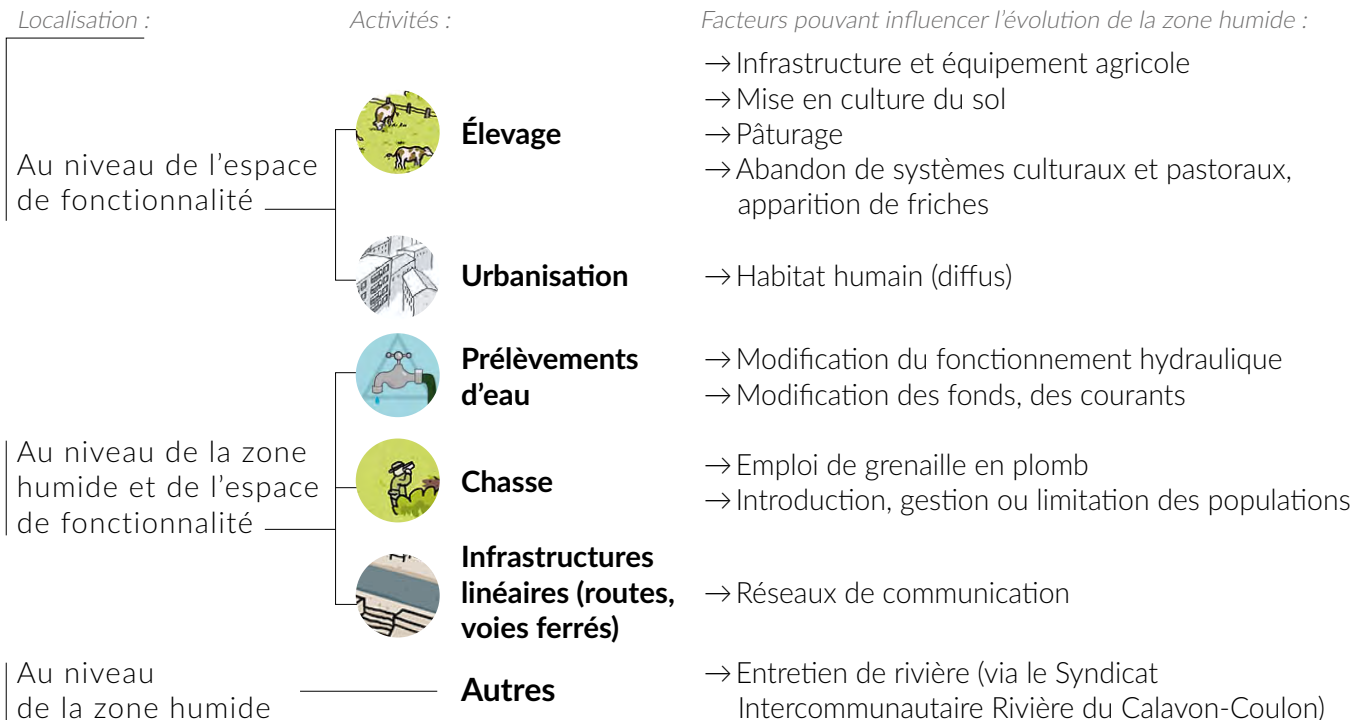 Localisation :
Activités :
Facteurs pouvant influencer l’évolution de la zone humide :
Au niveau de l’espace
de fonctionnalité
Élevage
→Infrastructure et équipement agricole
→Mise en culture du sol
→Pâturage
→Abandon de systèmes culturaux et pastoraux,
apparition de friches
Urbanisation
→Habitat humain (diffus)
Au niveau de la zone
humide et de l’espace
de fonctionnalité
Prélèvements
d’eau
→Modification du fonctionnement hydraulique
→Modification des fonds, des courants
Chasse
→Emploi de grenaille en plomb
→Introduction, gestion ou limitation des populations
Infrastructures
linéaires (routes,
voies ferrés)
→Réseaux de communication
Au niveau
de la zone humide
Autres
→Entretien de rivière (via le Syndicat
Intercommunautaire Rivière du Calavon-Coulon)